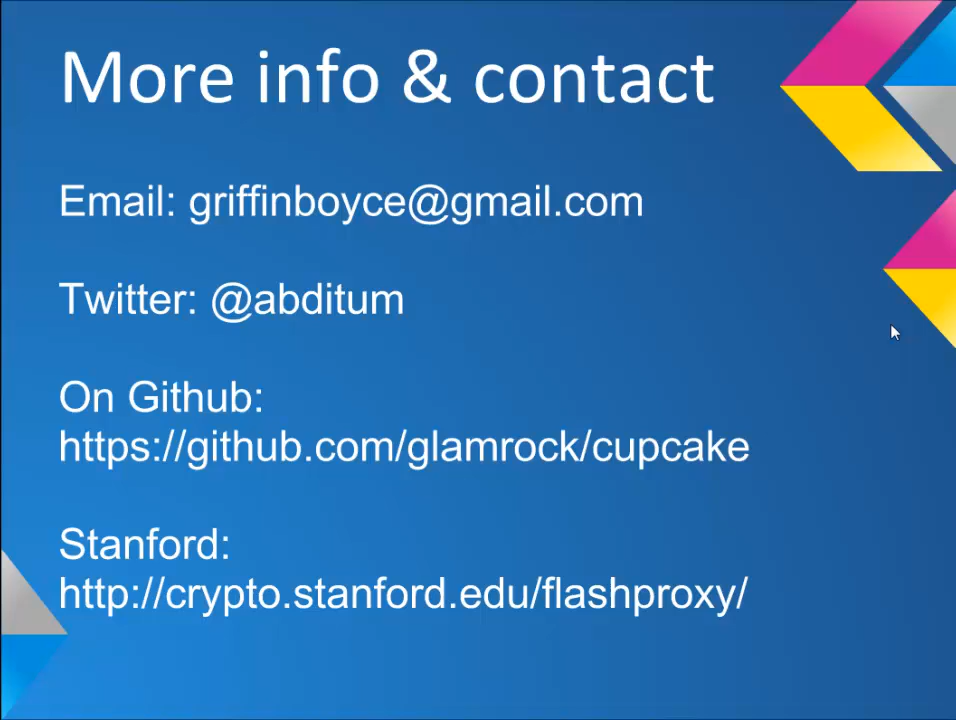 More info & contact
Email: griffinboyce@gmail.com
Twitter: @abditum
On Github:
https://github.com/glamrock/cupcake
Stanford:
http://crypto.stanford.edu/flashproxy/